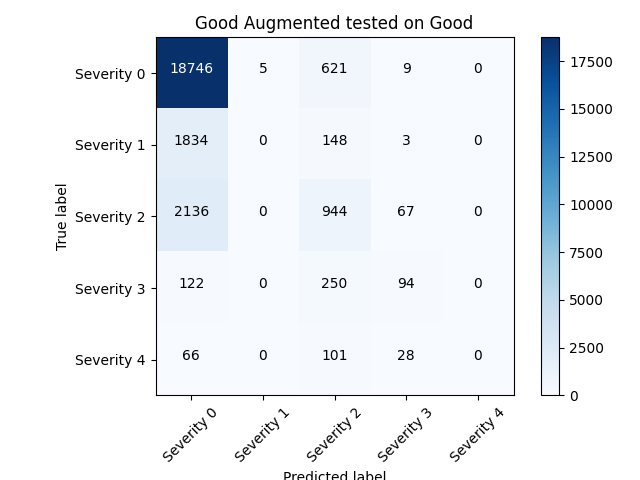 Good Augmented tested on Good
Severity 0 18746 5 621 9 0
Severity 1 1834 0 148 3 0
Severity 2 2136 0 944 67 0
Severity 3 122 0 250 94 0
Severity 4 66 0 101 28 0
True label
Severity 0 Severity 1 Severity 2 Severity 3 Severity 4
Predicted label
17500
15000
12500
10000
7500
5000
2500
0